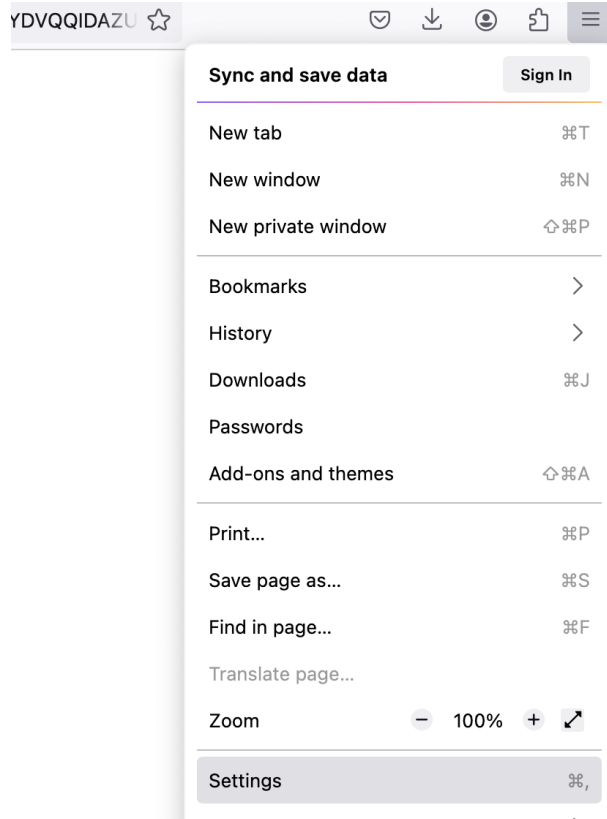 YDVQQIDAZU
Sync and save data Sign In
New tab ⌘T
New window ⌘N
New private window ⇧⌘P
Bookmarks
History
Downloads ⌘J
Passwords
Add-ons and themes ⇧⌘A
Print... ⌘P
Save page as... ⌘S
Find in page... ⌘F
Translate page...
Zoom − 100% +
Settings ⌘,